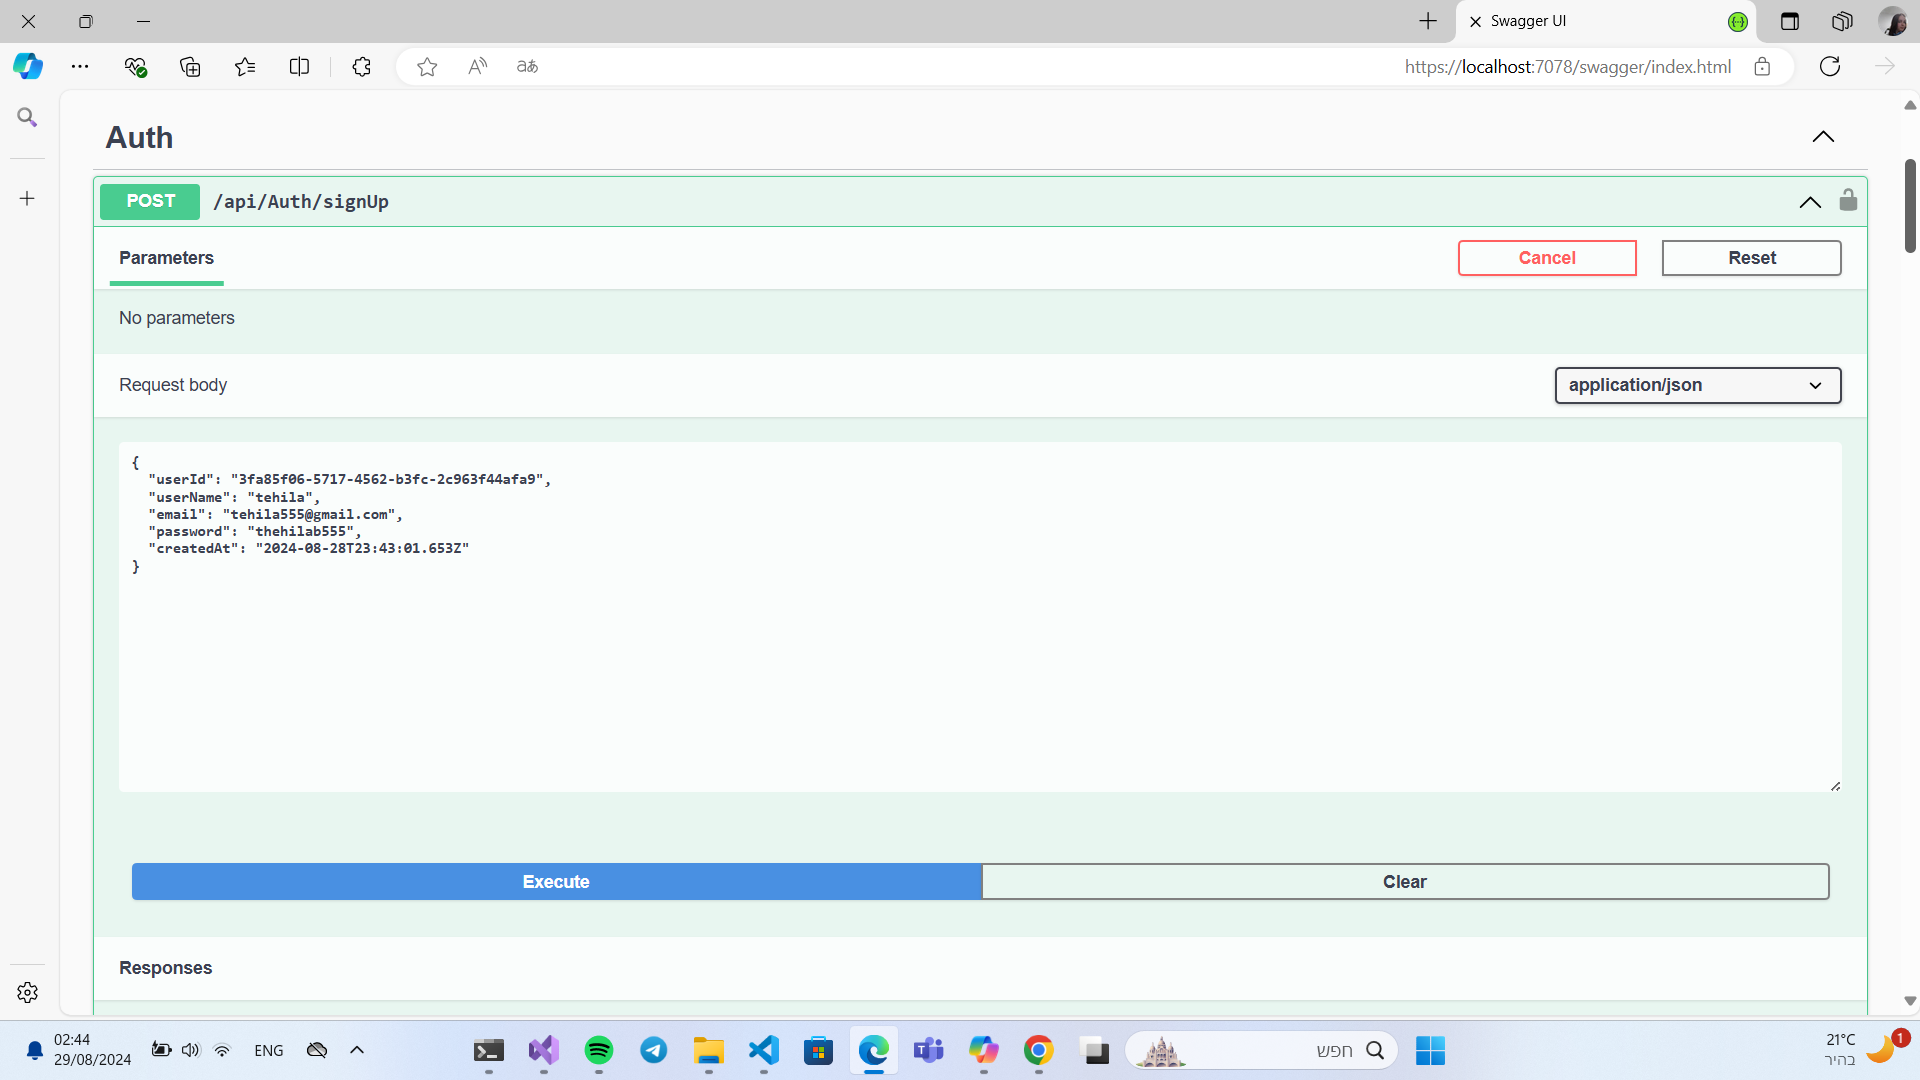 Swagger UI
https://localhost:7078/swagger/index.html
Auth
POST /api/Auth/signUp
Parameters
Cancel
Reset
No parameters
Request body
application/json
{
"userId": "3fa85f06-5717-4562-b3fc-2c963f44afa9",
"userName": "tehila",
"email": "tehila555@gmail.com",
"password": "thehilab555",
"createdAt": "2024-08-28T23:43:01.653Z"
}
Execute
Clear
Responses
02:44
29/08/2024
ENG
חפש
21°C
בהיר
1